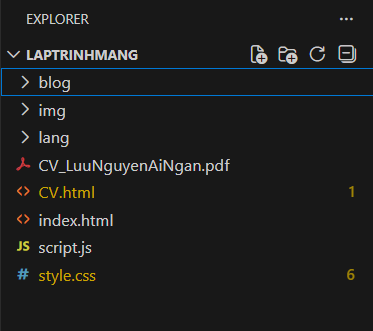 EXPLORER
LAPTRINHMANG
blog
img
lang
CV_LuuNguyenAiNgan.pdf
<> CV.html 1
<> index.html
JS script.js
# style.css 6